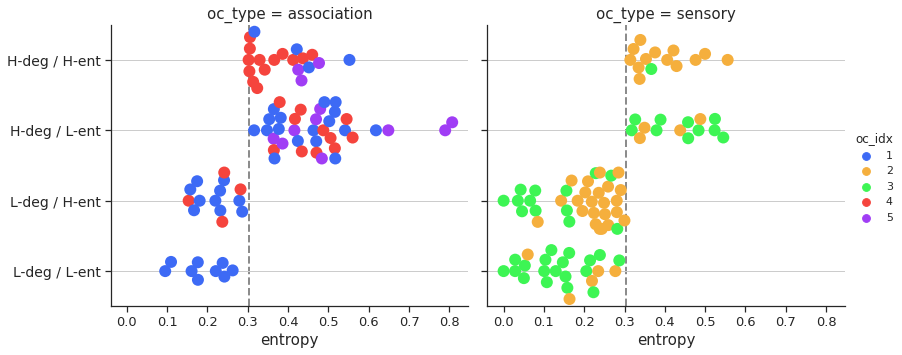 oc_type = association
oc_type = sensory
H-deg / H-ent
H-deg / L-ent
L-deg / H-ent
L-deg / L-ent
oc_idx
1
2
3
4
5
0.0 0.1 0.2 0.3 0.4 0.5 0.6 0.7 0.8
0.0 0.1 0.2 0.3 0.4 0.5 0.6 0.7 0.8
entropy
entropy